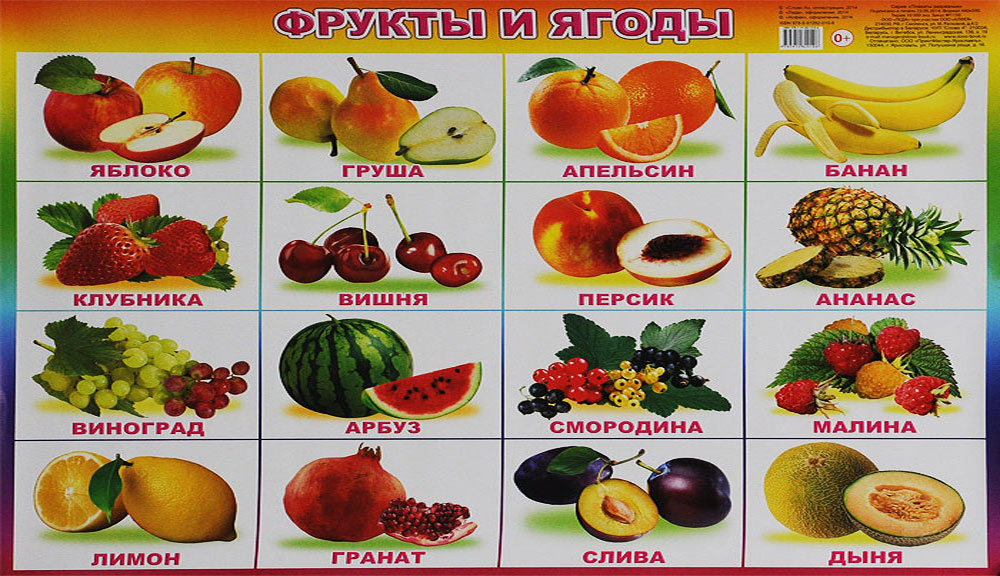 ФРУКТЫ И ЯГОДЫ
0+
ЯБЛОКО
ГРУША
АПЕЛЬСИН
БАНАН
КЛУБНИКА
ВИШНЯ
ПЕРСИК
АНАНАС
ВИНОГРАД
АРБУЗ
СМОРОДИНА
МАЛИНА
ЛИМОН
ГРАНАТ
СЛИВА
ДЫНЯ